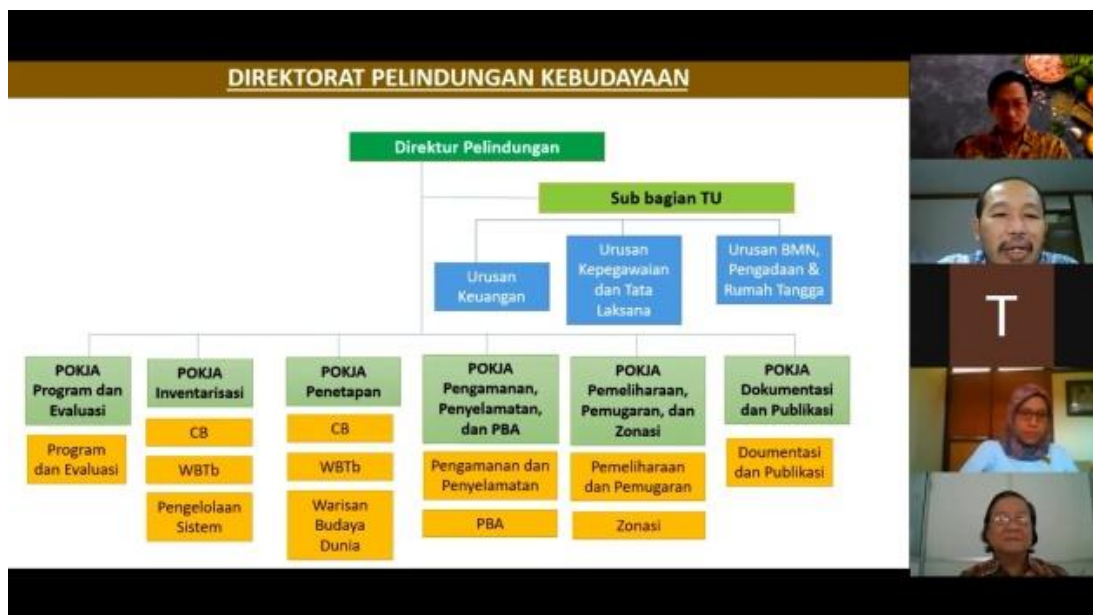 DIREKTORAT PELINDUNGAN KEBUDAYAAN
Direktur Pelindungan
Sub bagian TU
Urusan
Keuangan
Urusan
Kepegawaian
dan Tata
Laksana
Urusan BMN,
Pengadaan &
Rumah Tangga
POKJA
Program dan
Evaluasi
Program
dan Evaluasi
POKJA
Inventarisasi
CB
WBTb
Pengelolaan
Sistem
POKJA
Penetapan
CB
WBTb
Warisan
Budaya
Dunia
POKJA
Pengamanan,
Penyelamatan,
dan PBA
Pengamanan dan
Penyelamatan
PBA
POKJA
Pemeliharaan,
Pemugaran, dan
Zonasi
Pemeliharaan
dan Pemugaran
Zonasi
POKJA
Dokumentasi
dan Publikasi
Doumentasi
dan Publikasi
T